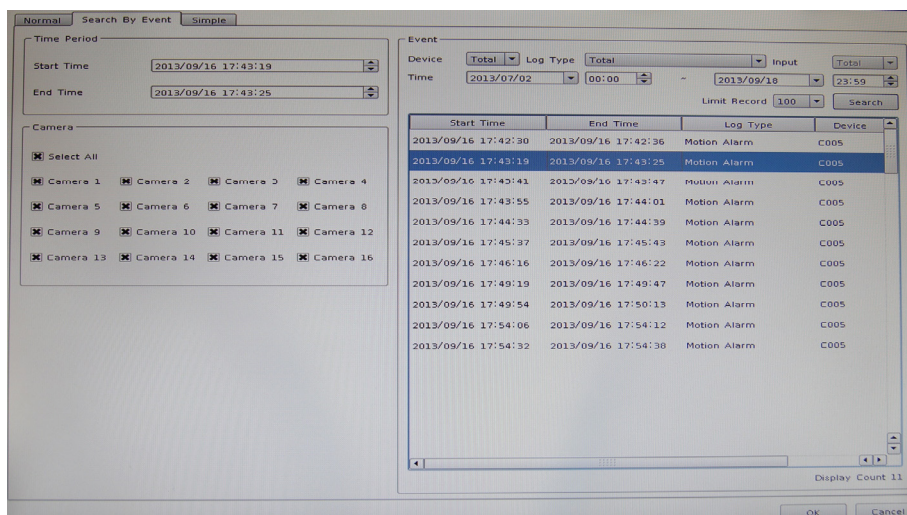 Normal Search By Event Simple
Time Period
Start Time 2013/09/16 17:43:19
End Time 2013/09/16 17:43:25
Camera
Select All
Camera 1 Camera 2 Camera 3 Camera 4
Camera 5 Camera 6 Camera 7 Camera 8
Camera 9 Camera 10 Camera 11 Camera 12
Camera 13 Camera 14 Camera 15 Camera 16
Event
Device Total Log Type Total Input Total
Time 2013/07/02 00:00 ~ 2013/09/18 23:59
Limit Record 100 Search
Start Time End Time Log Type Device
2013/09/16 17:42:30 2013/09/16 17:42:36 Motion Alarm C005
2013/09/16 17:43:19 2013/09/16 17:43:25 Motion Alarm C005
2013/09/16 17:43:41 2013/09/16 17:43:47 Motion Alarm C005
2013/09/16 17:43:55 2013/09/16 17:44:01 Motion Alarm C005
2013/09/16 17:44:33 2013/09/16 17:44:39 Motion Alarm C005
2013/09/16 17:45:37 2013/09/16 17:45:43 Motion Alarm C005
2013/09/16 17:46:16 2013/09/16 17:46:22 Motion Alarm C005
2013/09/16 17:49:19 2013/09/16 17:49:47 Motion Alarm C005
2013/09/16 17:49:54 2013/09/16 17:50:13 Motion Alarm C005
2013/09/16 17:54:06 2013/09/16 17:54:12 Motion Alarm C005
2013/09/16 17:54:32 2013/09/16 17:54:38 Motion Alarm C005
Display Count 11
OK Cancel